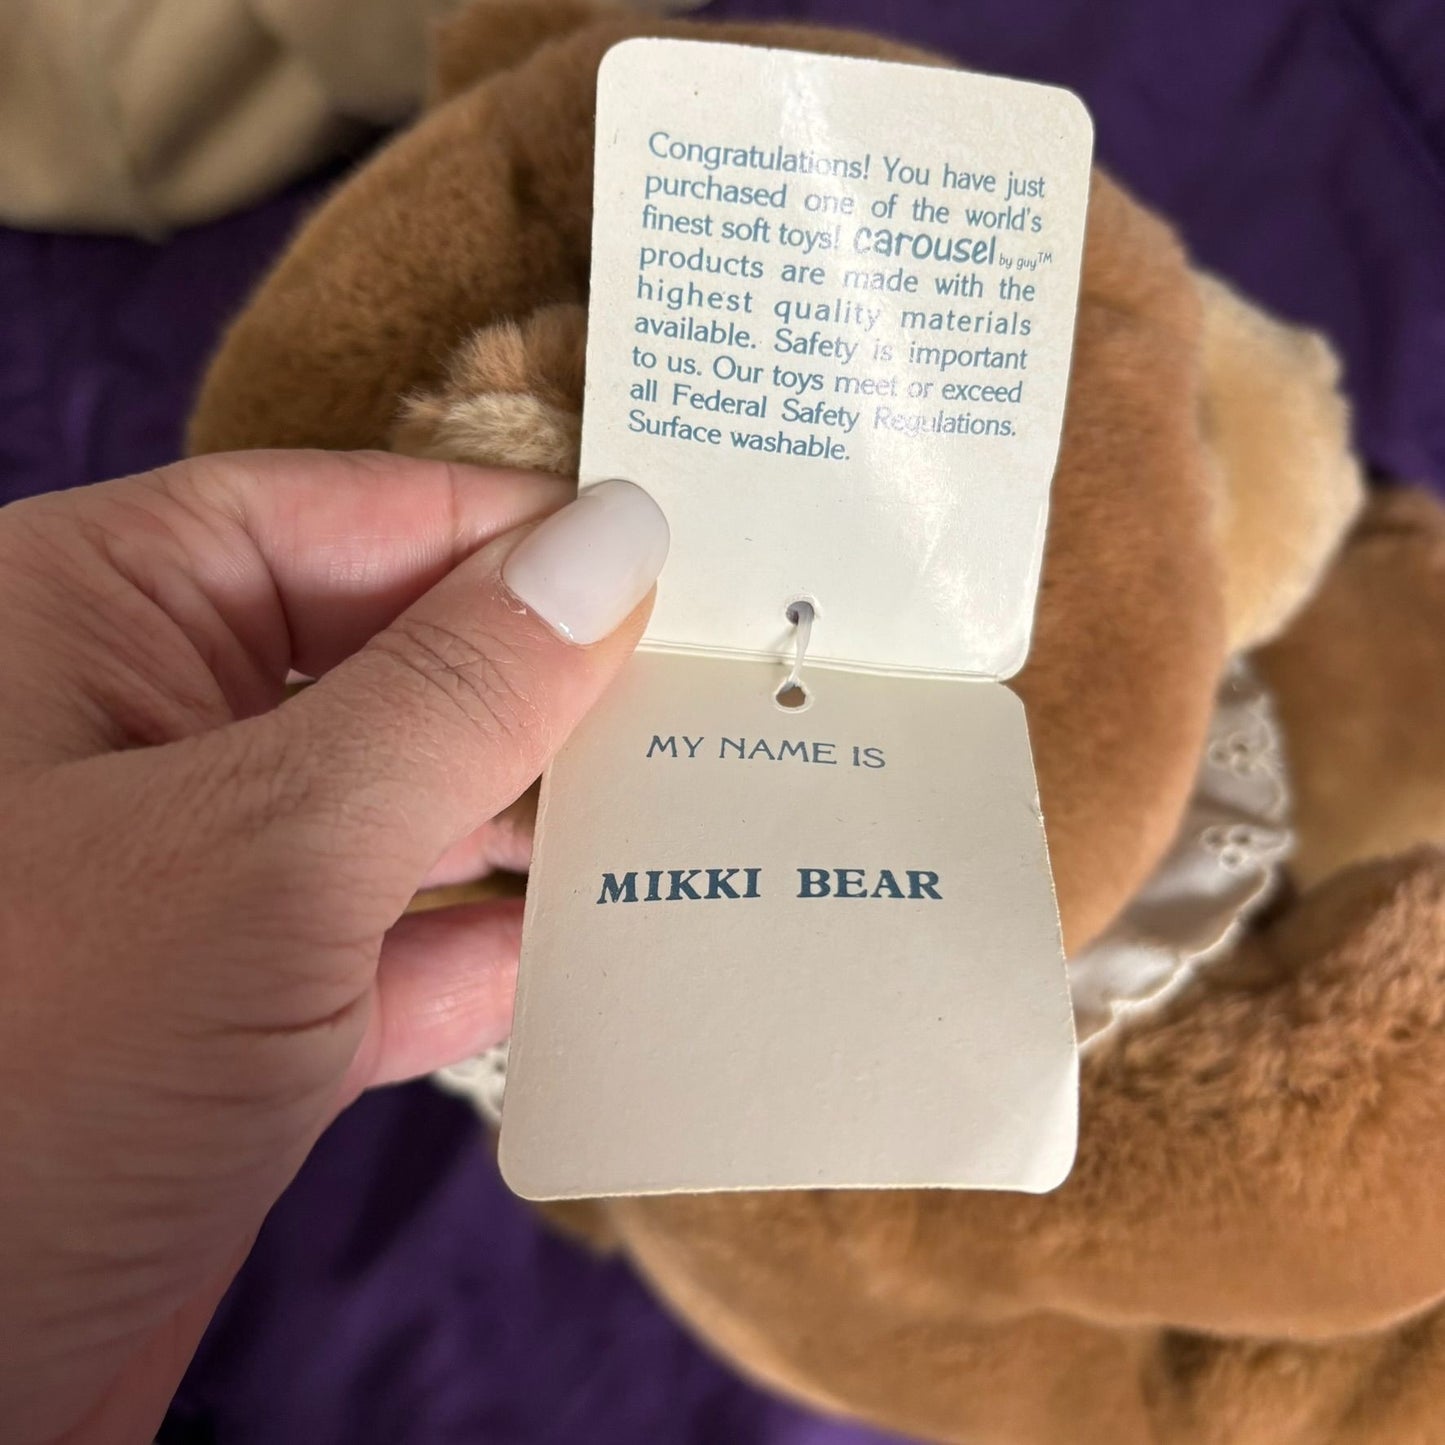 Congratulations! You have just
purchased one of the world's
finest soft toys! carousel by guy™
products are made with the
highest quality materials
available. Safety is important
to us. Our toys meet or exceed
all Federal Safety Regulations.
Surface washable.
MY NAME IS
MIKKI BEAR